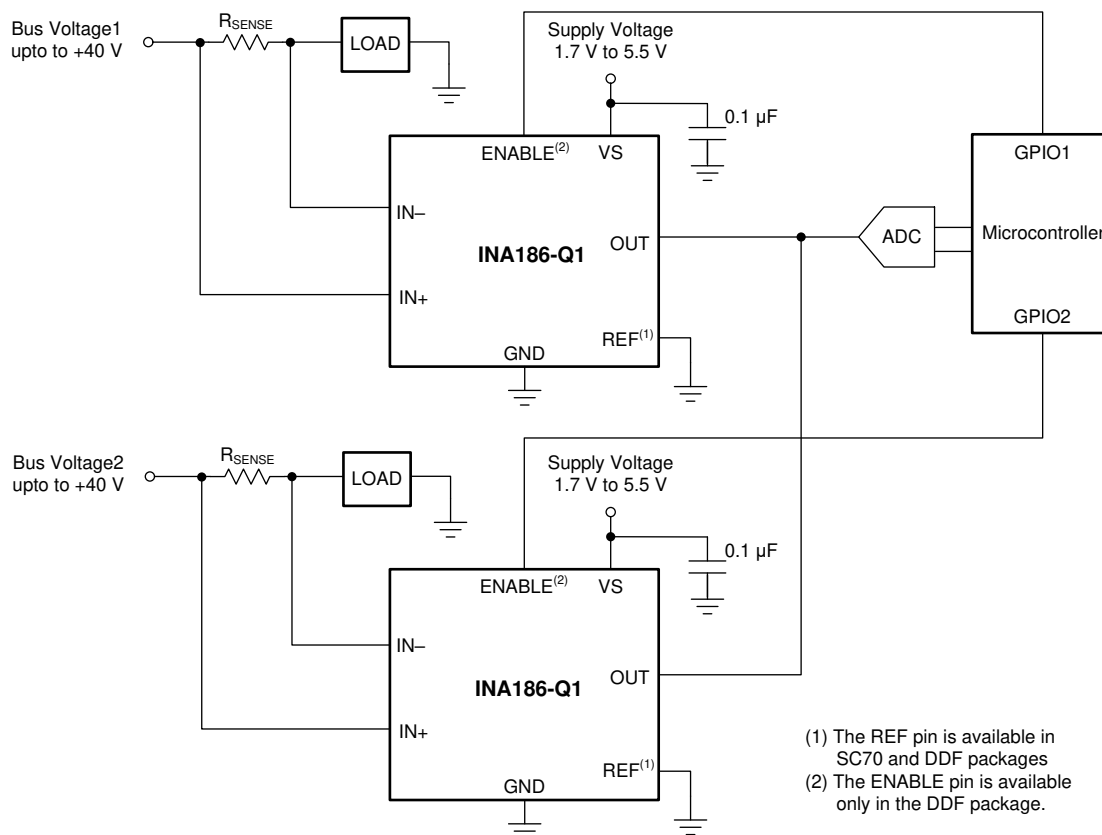 Bus Voltage1
upto to +40 V
R_SENSE
LOAD
Supply Voltage
1.7 V to 5.5 V
0.1 µF
ENABLE(2)
VS
GPIO1
IN–
OUT
ADC
Microcontroller
INA186-Q1
IN+
GPIO2
REF(1)
GND
Bus Voltage2
upto to +40 V
R_SENSE
LOAD
Supply Voltage
1.7 V to 5.5 V
0.1 µF
ENABLE(2)
VS
IN–
OUT
INA186-Q1
IN+
REF(1)
GND
(1) The REF pin is available in
SC70 and DDF packages
(2) The ENABLE pin is available
only in the DDF package.